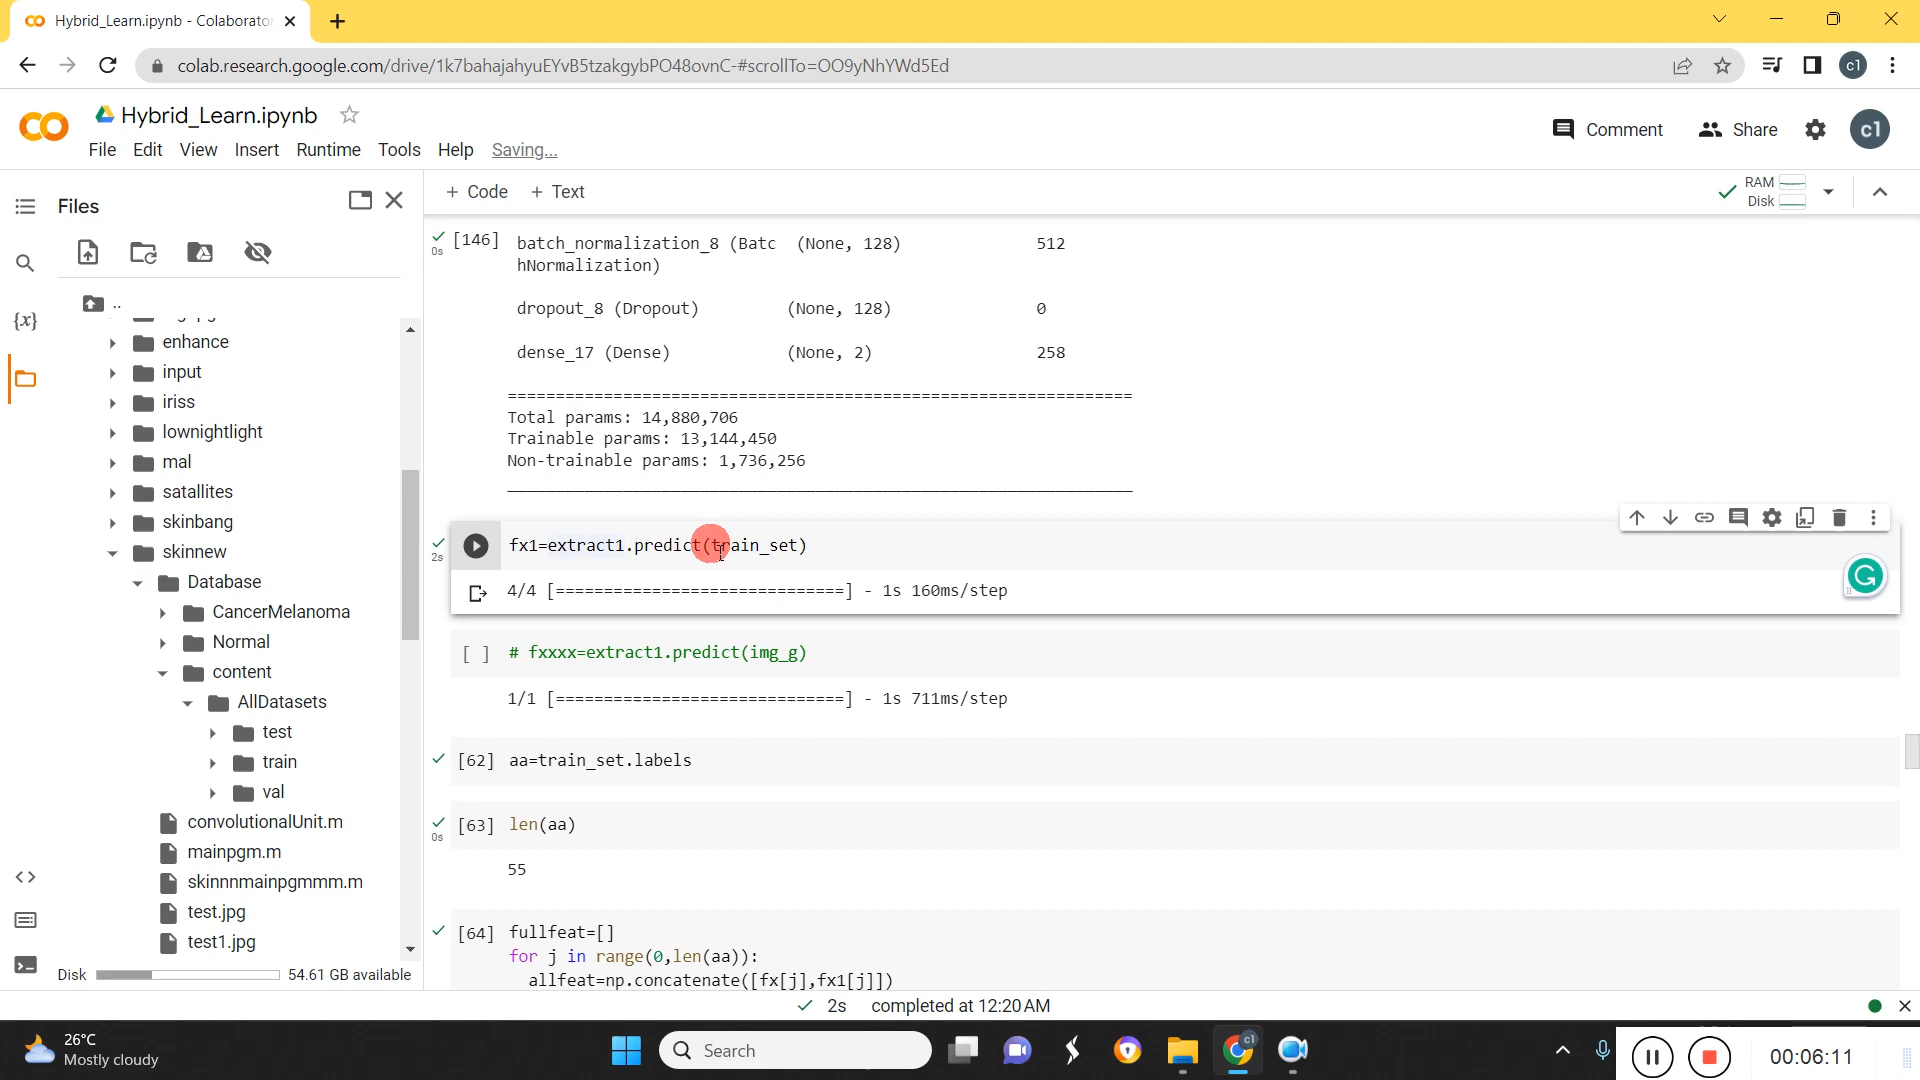 Hybrid_Learn.ipynb - Colaborato
colab.research.google.com/drive/1k7bahajahyuEYvB5tzakgybPO48ovnC-#scrollTo=OO9yNhYWd5Ed
c1
Hybrid_Learn.ipynb
Comment
Share
c1
File Edit View Insert Runtime Tools Help Saving...
Files
+ Code + Text
RAM
Disk
{x}
..
enhance
input
iriss
lownightlight
mal
satallites
skinbang
skinnew
Database
CancerMelanoma
Normal
content
AllDatasets
test
train
val
convolutionalUnit.m
mainpgm.m
skinnnmainpgmmm.m
test.jpg
test1.jpg
Disk 54.61 GB available
0s [146] batch_normalization_8 (Batc (None, 128) 512
hNormalization)
dropout_8 (Dropout) (None, 128) 0
dense_17 (Dense) (None, 2) 258
=================================================================
Total params: 14,880,706
Trainable params: 13,144,450
Non-trainable params: 1,736,256
_________________________________________________________________
2s fx1=extract1.predict(train_set)
4/4 [==============================] - 1s 160ms/step
[ ] # fxxxx=extract1.predict(img_g)
1/1 [==============================] - 1s 711ms/step
[62] aa=train_set.labels
0s [63] len(aa)
55
[64] fullfeat=[]
for j in range(0,len(aa)):
allfeat=np.concatenate([fx[j],fx1[j]])
2s completed at 12:20 AM
26°C
Mostly cloudy
Search
c1
00:06:11